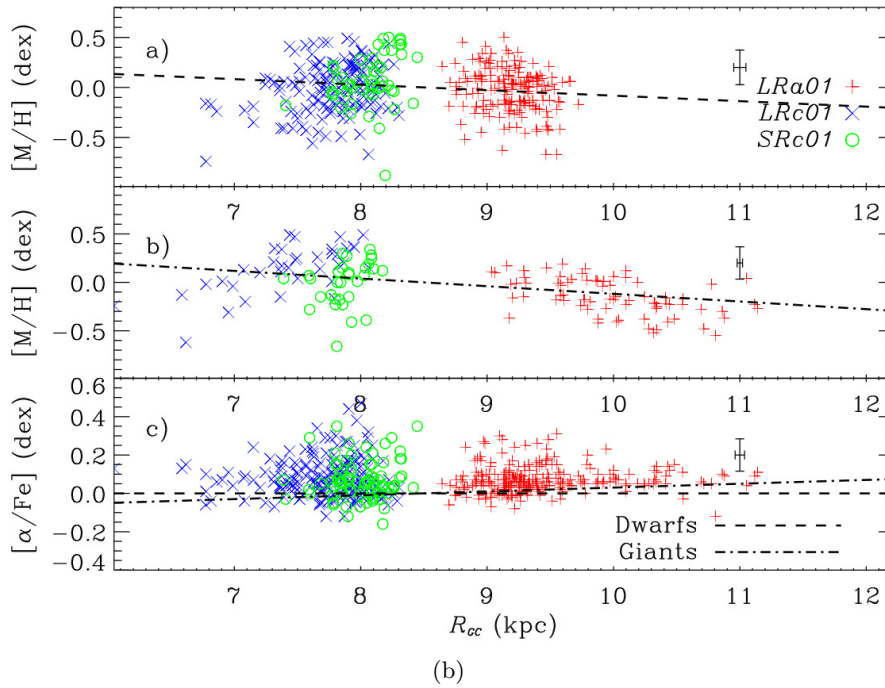 0.5
0.0
−0.5
[M/H] (dex)
a)
LRa01
LRc01
SRc01
7 8 9 10 11 12
0.5
0.0
−0.5
[M/H] (dex)
b)
7 8 9 10 11 12
0.6
0.4
0.2
0.0
−0.2
0.4
[α/Fe] (dex)
c)
Dwarfs
Giants
7 8 9 10 11 12
R_gc (kpc)
(b)